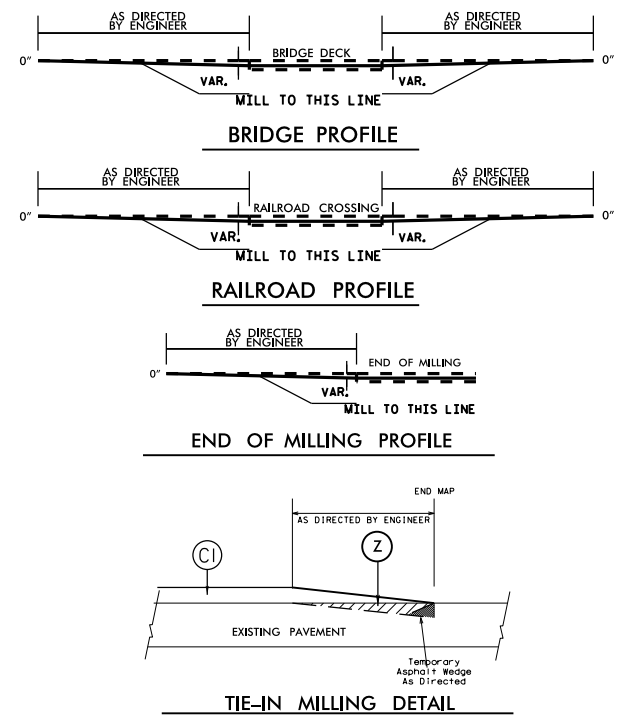 AS DIRECTED AS DIRECTED
BY ENGINEER BY ENGINEER
0" BRIDGE DECK 0"
VAR. VAR.
MILL TO THIS LINE
BRIDGE PROFILE
AS DIRECTED AS DIRECTED
BY ENGINEER BY ENGINEER
0" RAILROAD CROSSING 0"
VAR. VAR.
MILL TO THIS LINE
RAILROAD PROFILE
AS DIRECTED
BY ENGINEER
END OF MILLING
0"
VAR.
MILL TO THIS LINE
END OF MILLING PROFILE
END MAP
AS DIRECTED BY ENGINEER
C1 Z
EXISTING PAVEMENT
Temporary
Asphalt Wedge
As Directed
TIE-IN MILLING DETAIL